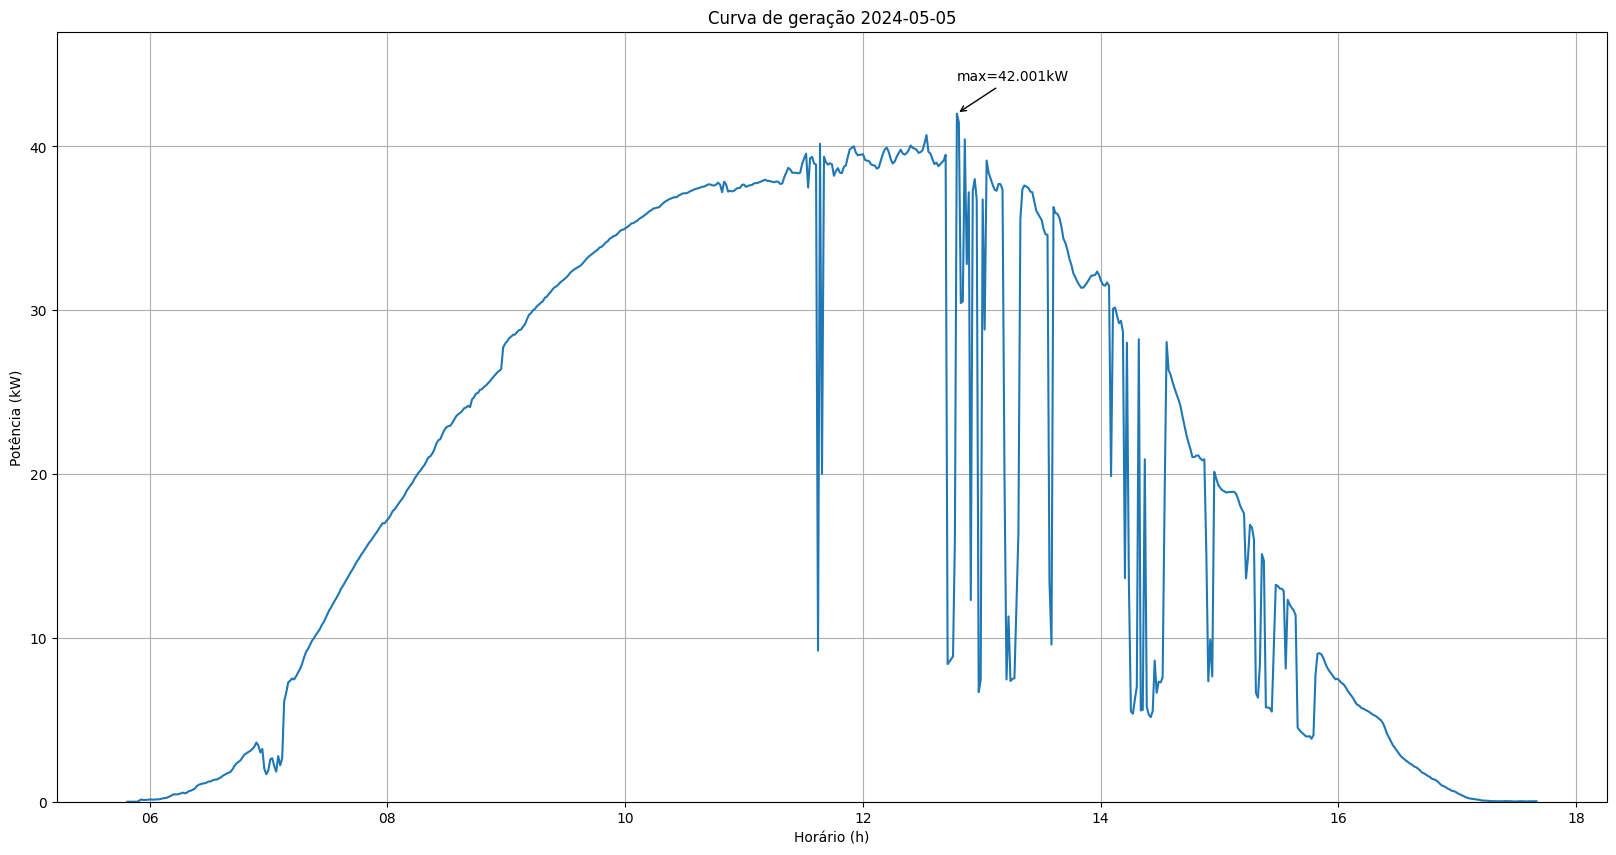 Curva de geração 2024-05-05
max=42.001kW
Potência (kW)
40
30
20
10
0
06 08 10 12 14 16 18
Horário (h)